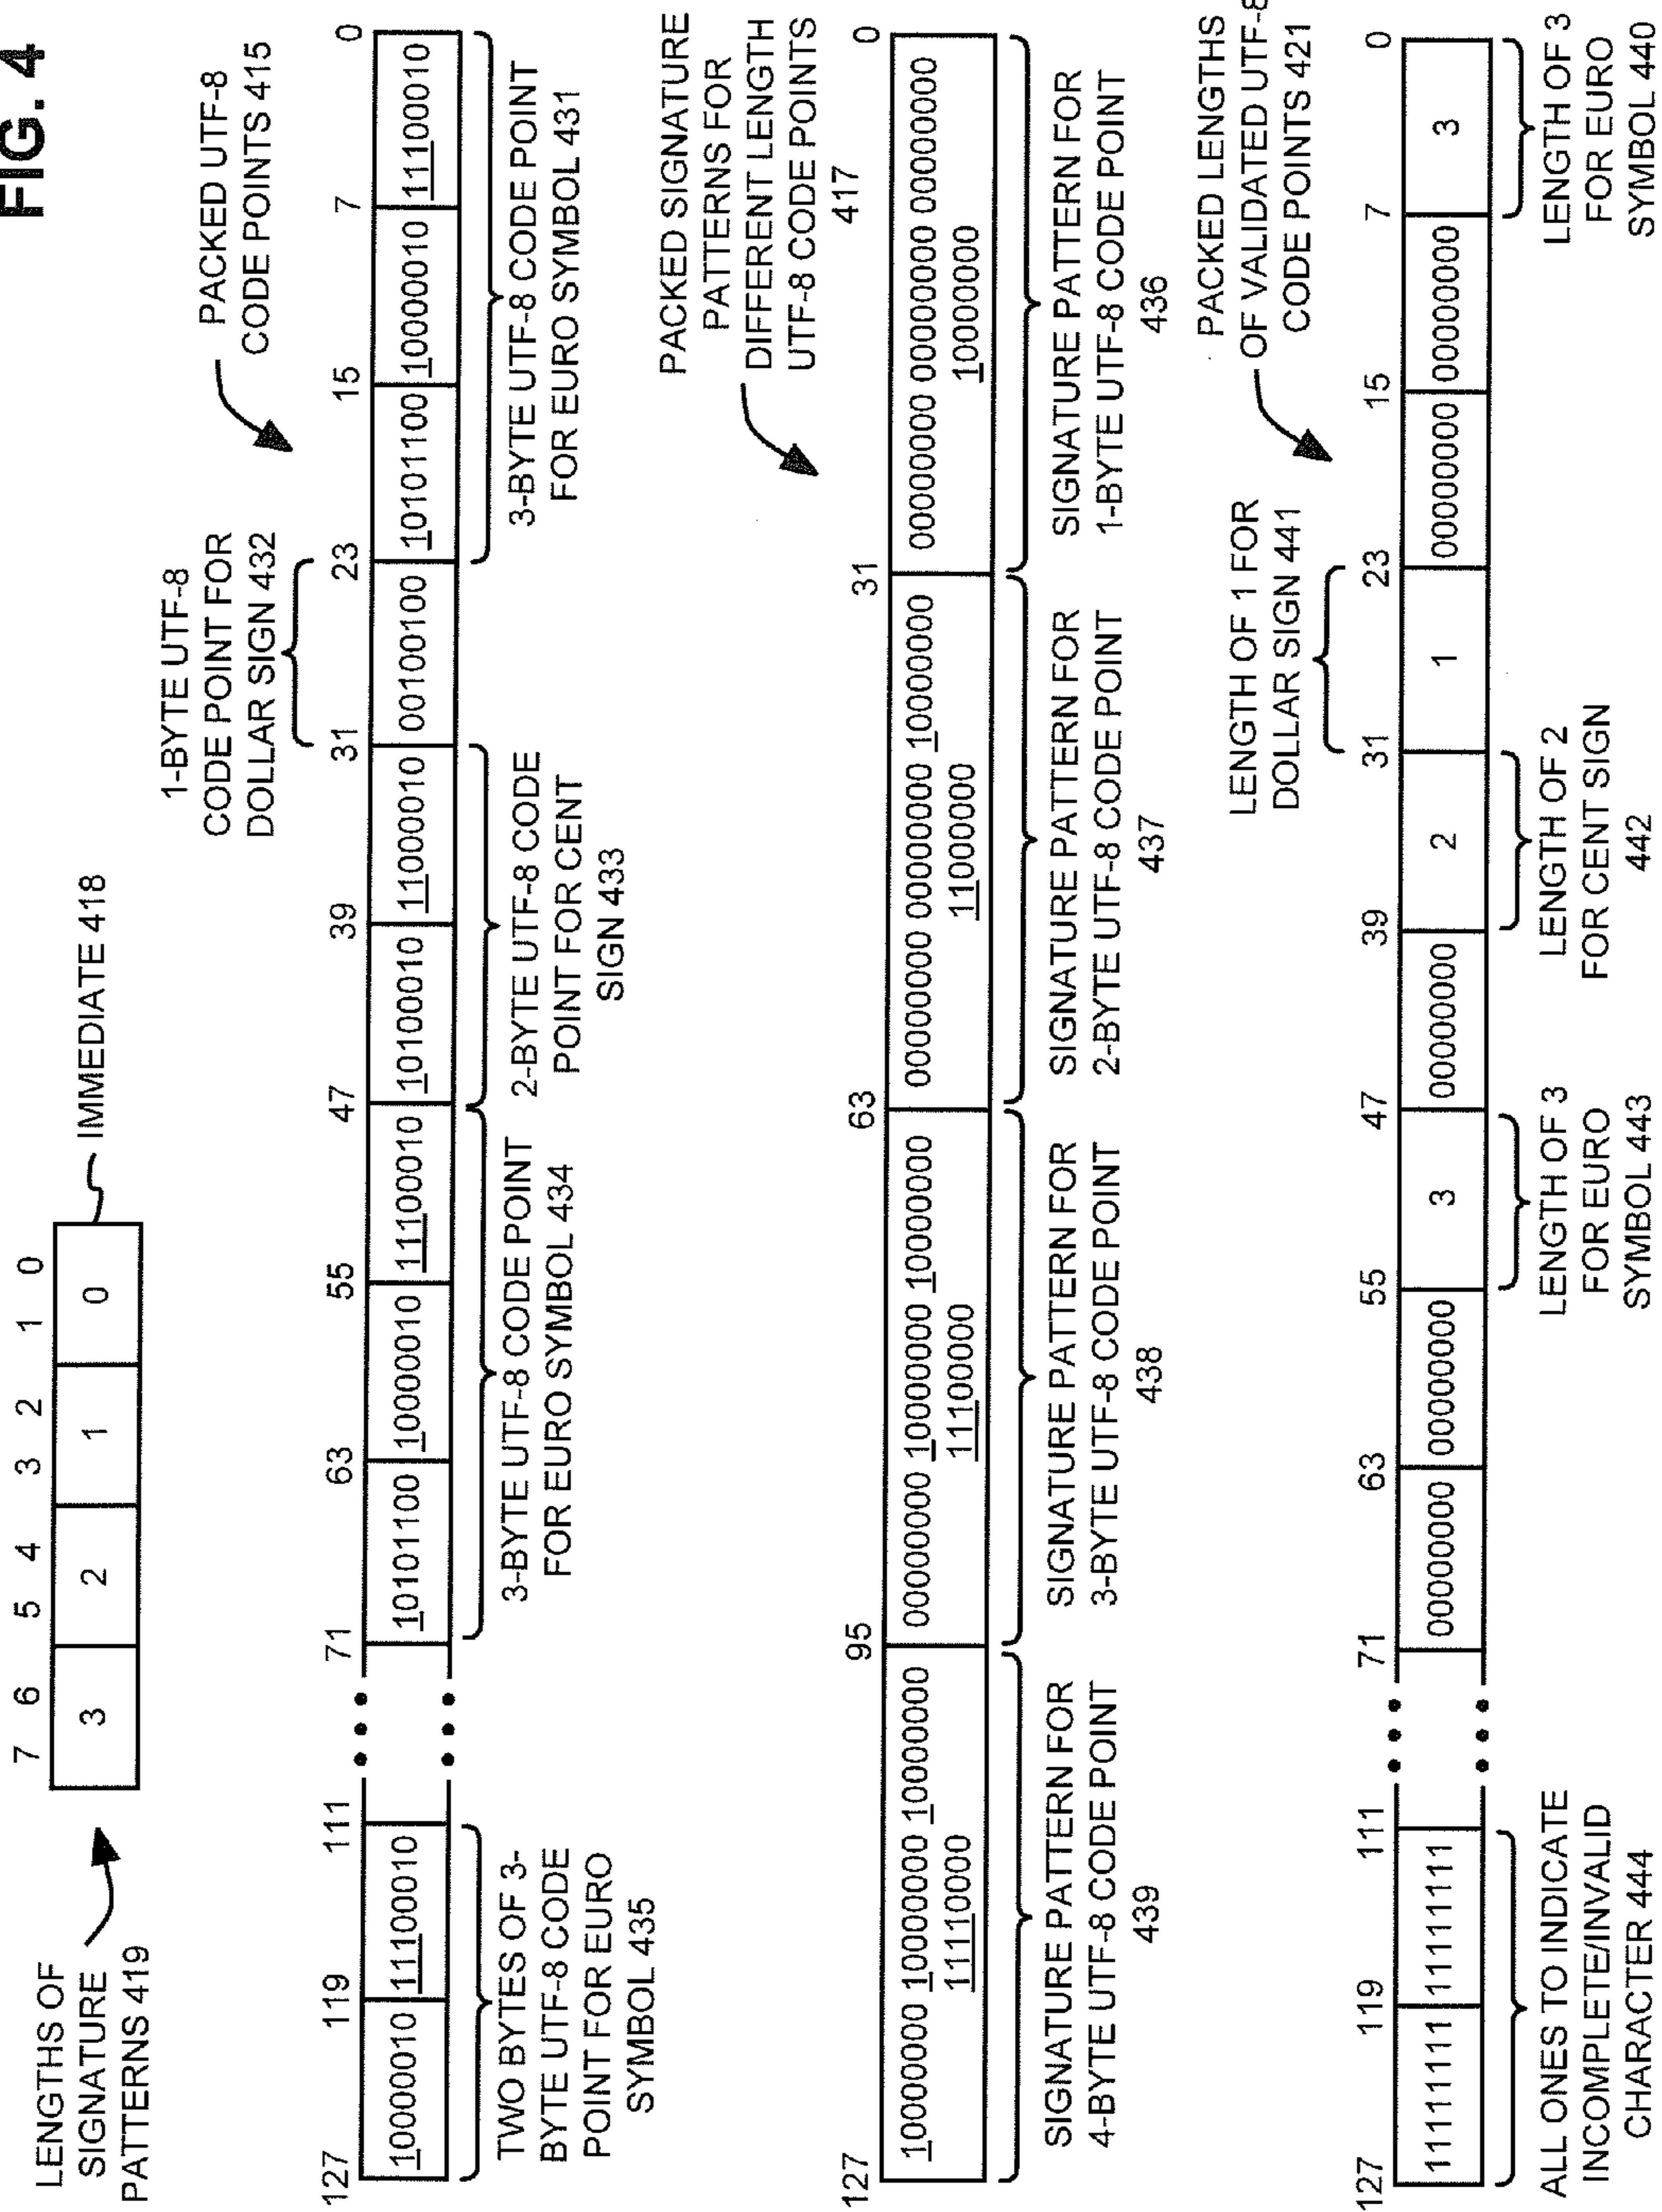 FIG. 4
LENGTHS OF
SIGNATURE
PATTERNS 419
7 6 5 4 3 2 1 0
3 2 1 0
IMMEDIATE 418
1-BYTE UTF-8
CODE POINT FOR
DOLLAR SIGN 432
PACKED UTF-8
CODE POINTS 415
127 119 111 71 63 55 47 39 31 23 15 7 0
10000010 11100010 10101100 10000010 11100010 10100010 11000010 00100100 10101100 10000010 11100010
TWO BYTES OF 3-
BYTE UTF-8 CODE
POINT FOR EURO
SYMBOL 435
3-BYTE UTF-8 CODE POINT
FOR EURO SYMBOL 434
2-BYTE UTF-8 CODE
POINT FOR CENT
SIGN 433
3-BYTE UTF-8 CODE POINT
FOR EURO SYMBOL 431
PACKED SIGNATURE
PATTERNS FOR
DIFFERENT LENGTH
UTF-8 CODE POINTS
417
127 95 63 31 0
10000000 10000000 10000000
11110000
00000000 10000000 10000000
11100000
00000000 00000000 10000000
11000000
00000000 00000000 00000000
10000000
SIGNATURE PATTERN FOR
4-BYTE UTF-8 CODE POINT
439
SIGNATURE PATTERN FOR
3-BYTE UTF-8 CODE POINT
438
SIGNATURE PATTERN FOR
2-BYTE UTF-8 CODE POINT
437
SIGNATURE PATTERN FOR
1-BYTE UTF-8 CODE POINT
436
LENGTH OF 1 FOR
DOLLAR SIGN 441
PACKED LENGTHS
OF VALIDATED UTF-8
CODE POINTS 421
127 119 111 71 63 55 47 39 31 23 15 7 0
11111111 11111111 00000000 00000000 3 00000000 2 1 00000000 00000000 3
ALL ONES TO INDICATE
INCOMPLETE/INVALID
CHARACTER 444
LENGTH OF 3
FOR EURO
SYMBOL 443
LENGTH OF 2
FOR CENT SIGN
442
LENGTH OF 3
FOR EURO
SYMBOL 440